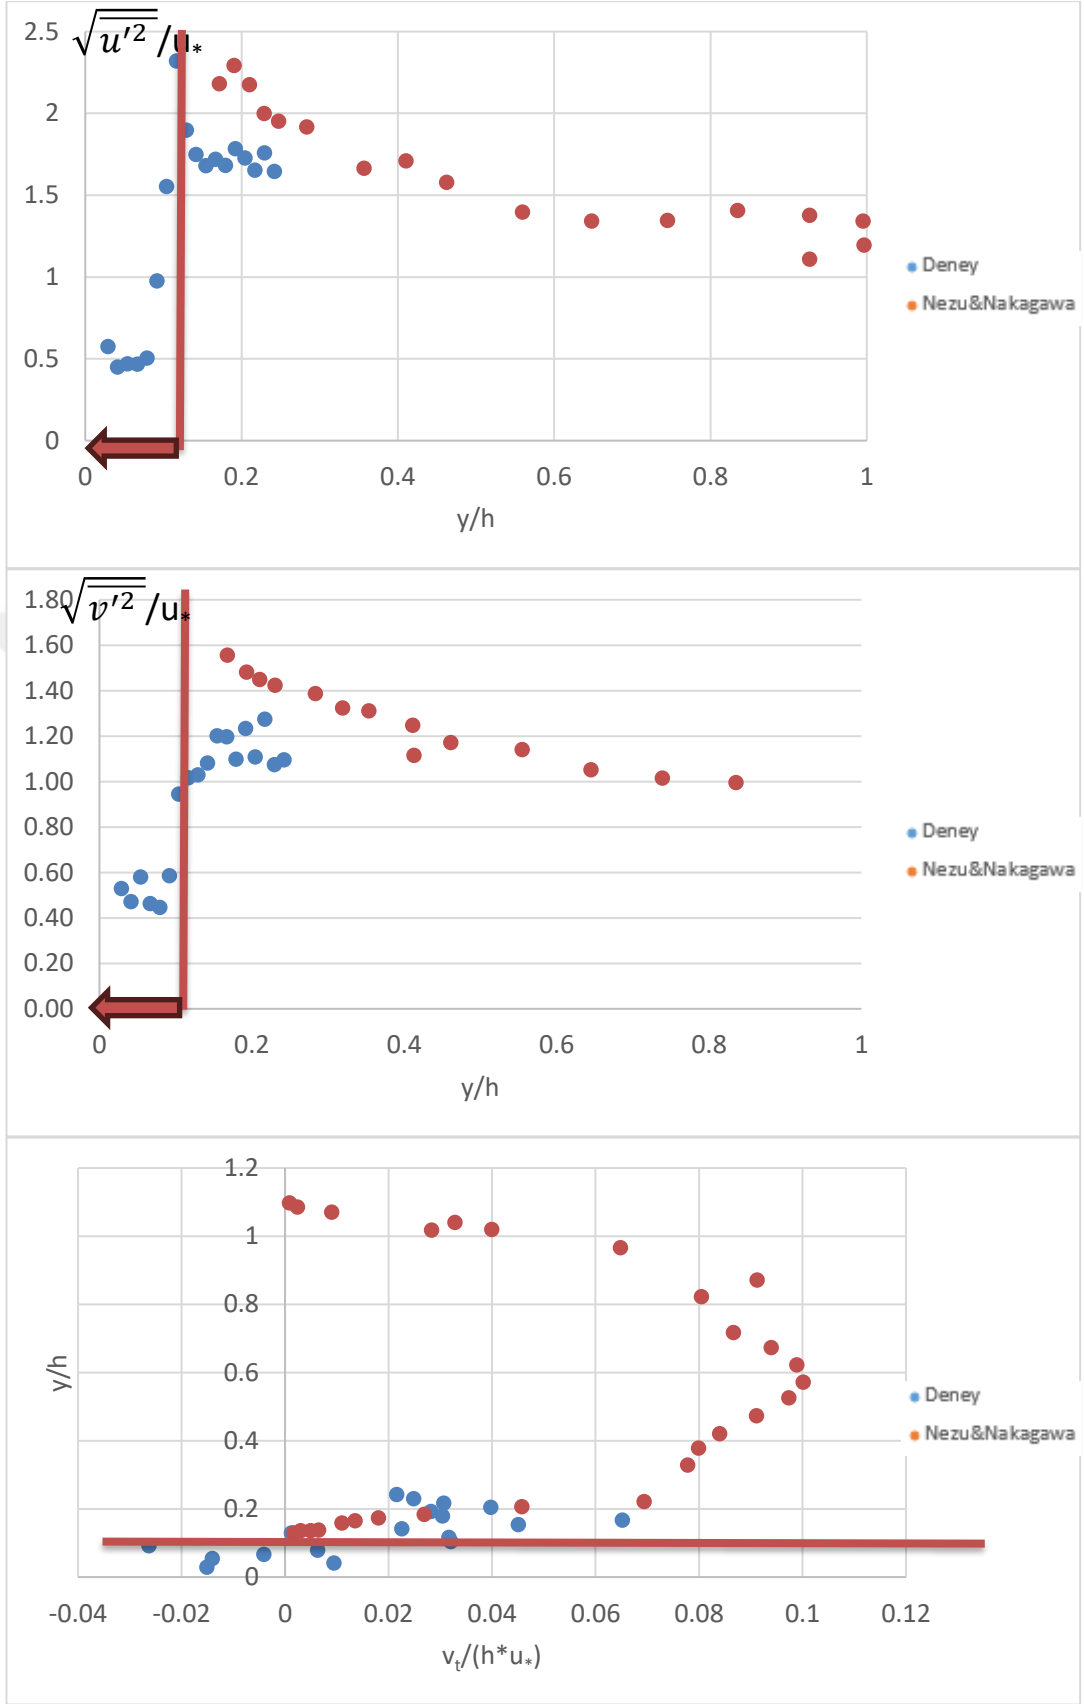 √u′² /u*
2.5
2
1.5
1
0.5
0
0 0.2 0.4 0.6 0.8 1
y/h
Deney
Nezu&Nakagawa
√v′² /u*
1.80
1.60
1.40
1.20
1.00
0.80
0.60
0.40
0.20
0.00
0 0.2 0.4 0.6 0.8 1
y/h
Deney
Nezu&Nakagawa
1.2
1
0.8
0.6
0.4
0.2
0
y/h
-0.04 -0.02 0 0.02 0.04 0.06 0.08 0.1 0.12
vt/(h*u*)
Deney
Nezu&Nakagawa